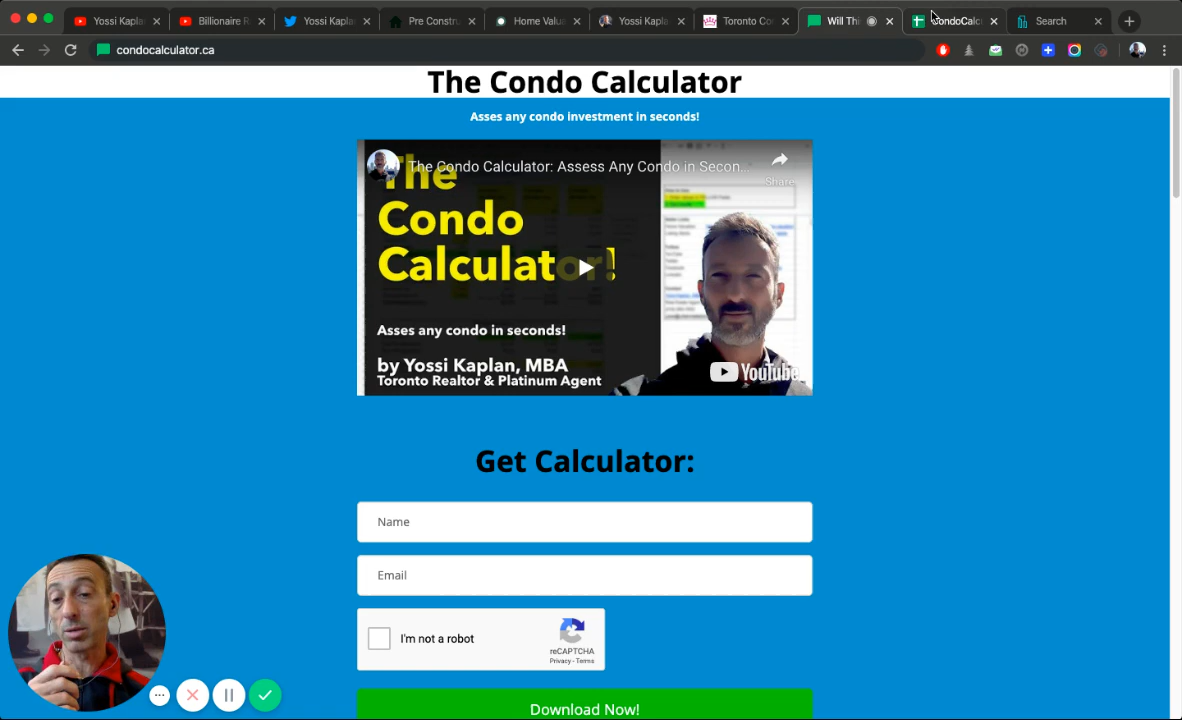 Yossi Kapla
Billionaire R
Yossi Kapla
Pre Constru
Home Valua
Yossi Kapla
Toronto Co
Will Thi
CondoCalc
Search
condocalculator.ca
The Condo Calculator
Asses any condo investment in seconds!
The Condo Calculator: Assess Any Condo in Secon...
Share
The
Condo
Calculator!
Asses any condo in seconds!
by Yossi Kaplan, MBA
Toronto Realtor & Platinum Agent
YouTube
Get Calculator:
Name
Email
I'm not a robot
reCAPTCHA
Privacy - Terms
Download Now!